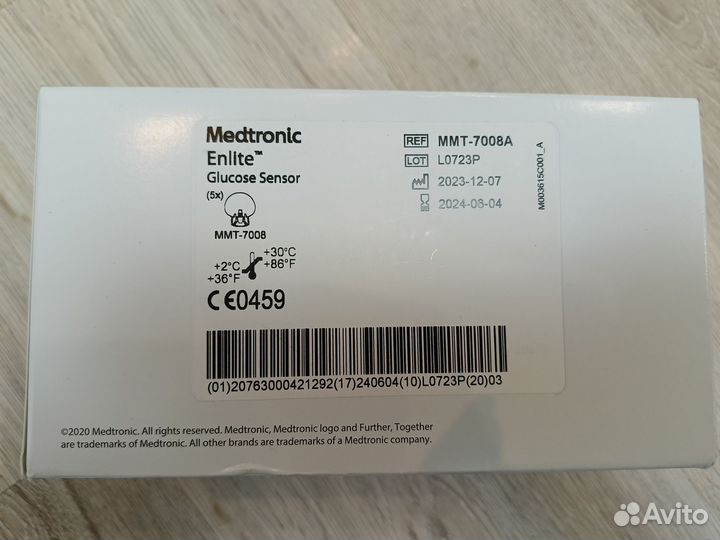 Medtronic
Enlite™
Glucose Sensor
(5x)
MMT-7008
+30°C
+86°F
+2°C
+36°F
CE0459
REF MMT-7008A
LOT L0723P
2023-12-07
2024-06-04
M003615C001_A
(01)20763000421292(17)240604(10)L0723P(20)03
©2020 Medtronic. All rights reserved. Medtronic, Medtronic logo and Further, Together
are trademarks of Medtronic. All other brands are trademarks of a Medtronic company.
Avito